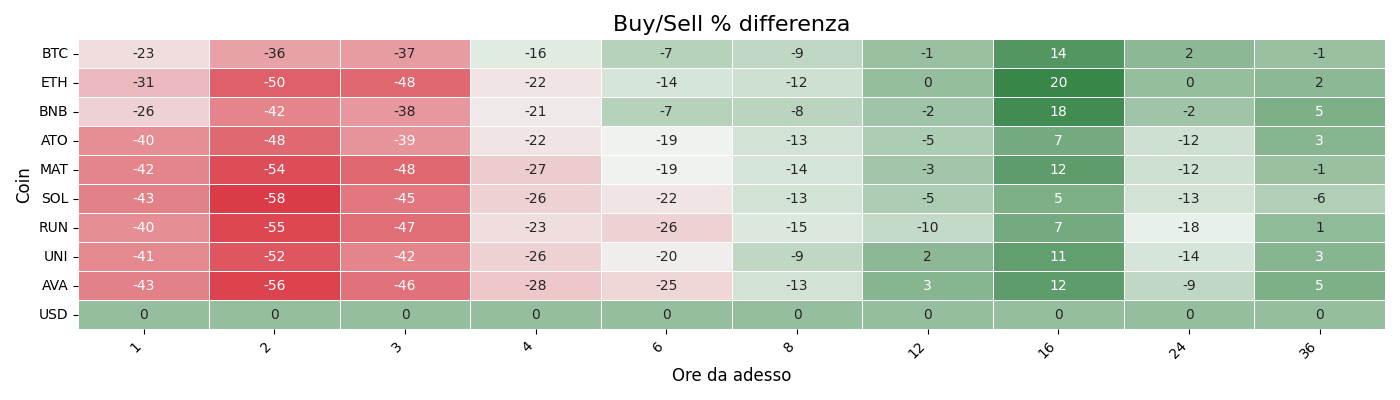 Buy/Sell % differenza
Coin
BTC -23 -36 -37 -16 -7 -9 -1 14 2 -1
ETH -31 -50 -48 -22 -14 -12 0 20 0 2
BNB -26 -42 -38 -21 -7 -8 -2 18 -2 5
ATO -40 -48 -39 -22 -19 -13 -5 7 -12 3
MAT -42 -54 -48 -27 -19 -14 -3 12 -12 -1
SOL -43 -58 -45 -26 -22 -13 -5 5 -13 -6
RUN -40 -55 -47 -23 -26 -15 -10 7 -18 1
UNI -41 -52 -42 -26 -20 -9 2 11 -14 3
AVA -43 -56 -46 -28 -25 -13 3 12 -9 5
USD 0 0 0 0 0 0 0 0 0 0
1 2 3 4 6 8 12 16 24 36
Ore da adesso